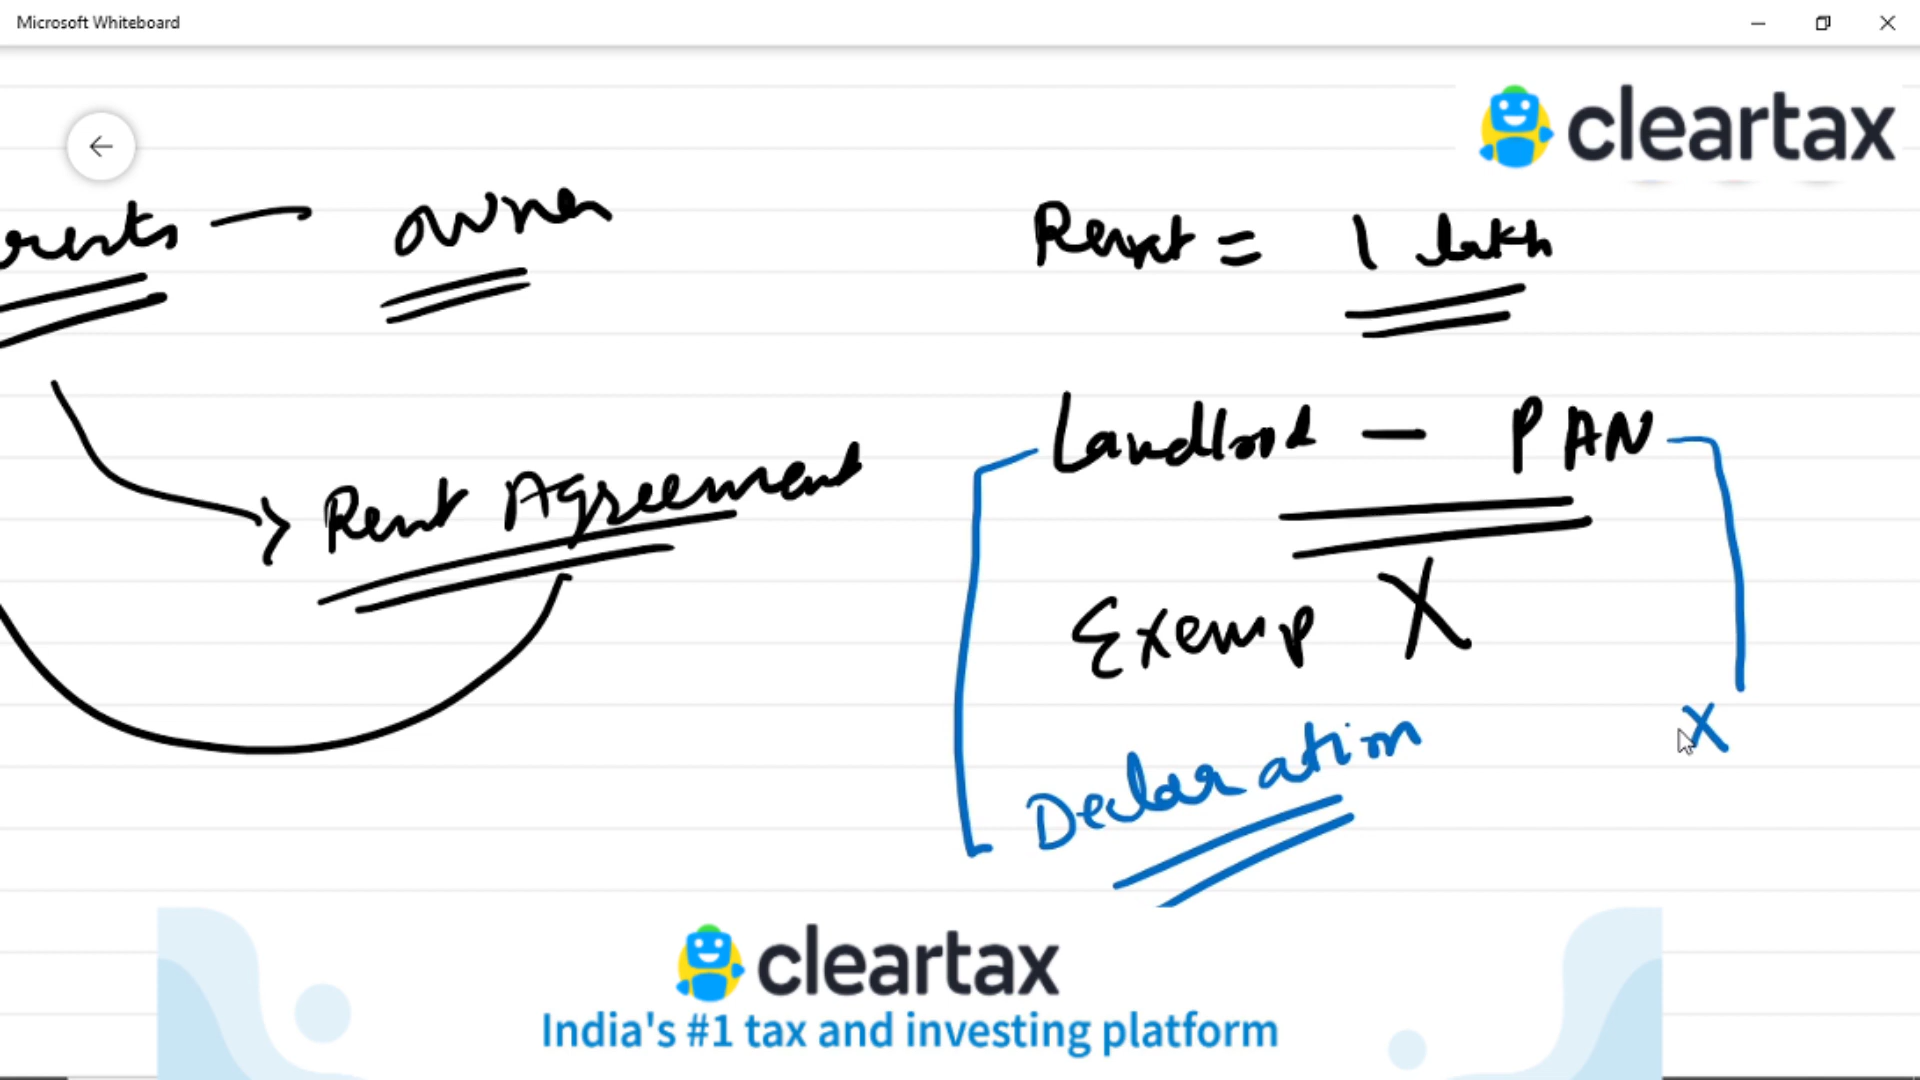 Microsoft Whiteboard
cleartax
rents — owner
Rent = 1 lakh
Landlord — PAN
Rent Agreement
Exemp X
X
Declaration
cleartax
India's #1 tax and investing platform